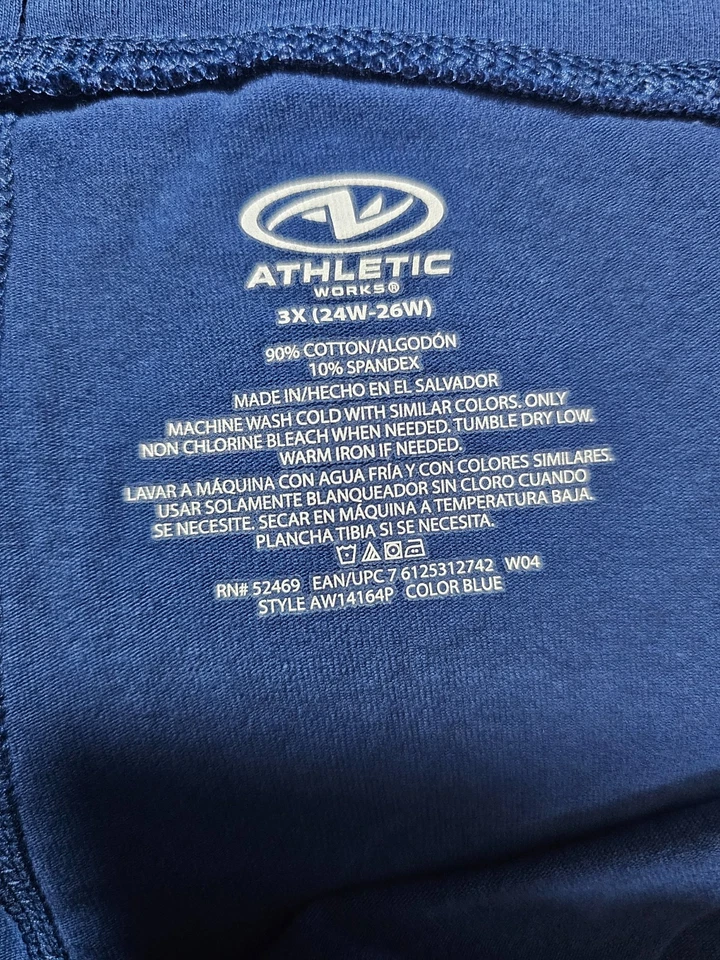 ATHLETIC
WORKS®
3X (24W-26W)
90% COTTON/ALGODÓN
10% SPANDEX
MADE IN/HECHO EN EL SALVADOR
MACHINE WASH COLD WITH SIMILAR COLORS. ONLY
NON CHLORINE BLEACH WHEN NEEDED. TUMBLE DRY LOW.
WARM IRON IF NEEDED.
LAVAR A MÁQUINA CON AGUA FRÍA Y CON COLORES SIMILARES.
USAR SOLAMENTE BLANQUEADOR SIN CLORO CUANDO
SE NECESITE. SECAR EN MÁQUINA A TEMPERATURA BAJA.
PLANCHA TIBIA SI SE NECESITA.
RN# 52469 EAN/UPC 7 6125312742 W04
STYLE AW14164P COLOR BLUE